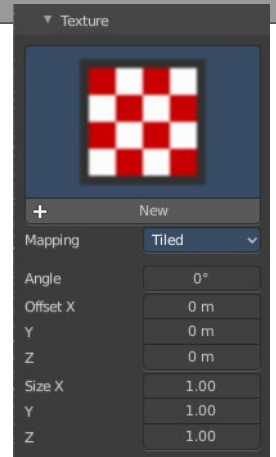 Texture
New
Mapping Tiled
Angle 0°
Offset X 0 m
Y 0 m
Z 0 m
Size X 1.00
Y 1.00
Z 1.00